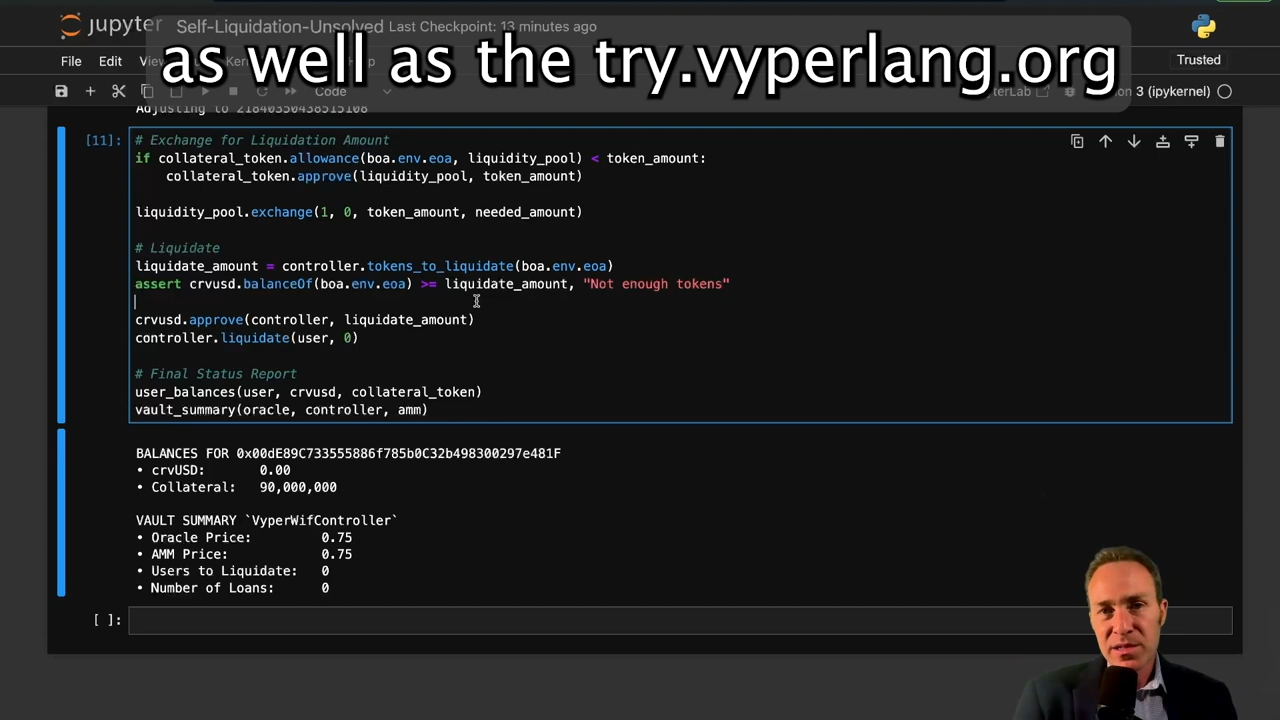 jupyter Self-Liquidation-Unsolved Last Checkpoint: 13 minutes ago
as well as the try.vyperlang.org
File Edit Trusted
Code
Adjusting to 21840350438515108
[11]: # Exchange for Liquidation Amount
if collateral_token.allowance(boa.env.eoa, liquidity_pool) < token_amount:
    collateral_token.approve(liquidity_pool, token_amount)
liquidity_pool.exchange(1, 0, token_amount, needed_amount)
# Liquidate
liquidate_amount = controller.tokens_to_liquidate(boa.env.eoa)
assert crvusd.balanceOf(boa.env.eoa) >= liquidate_amount, "Not enough tokens"
crvusd.approve(controller, liquidate_amount)
controller.liquidate(user, 0)
# Final Status Report
user_balances(user, crvusd, collateral_token)
vault_summary(oracle, controller, amm)
BALANCES FOR 0x00dE89C733555886f785b0C32b498300297e481F
• crvUSD: 0.00
• Collateral: 90,000,000
VAULT SUMMARY `VyperWifController`
• Oracle Price: 0.75
• AMM Price: 0.75
• Users to Liquidate: 0
• Number of Loans: 0
[ ]: